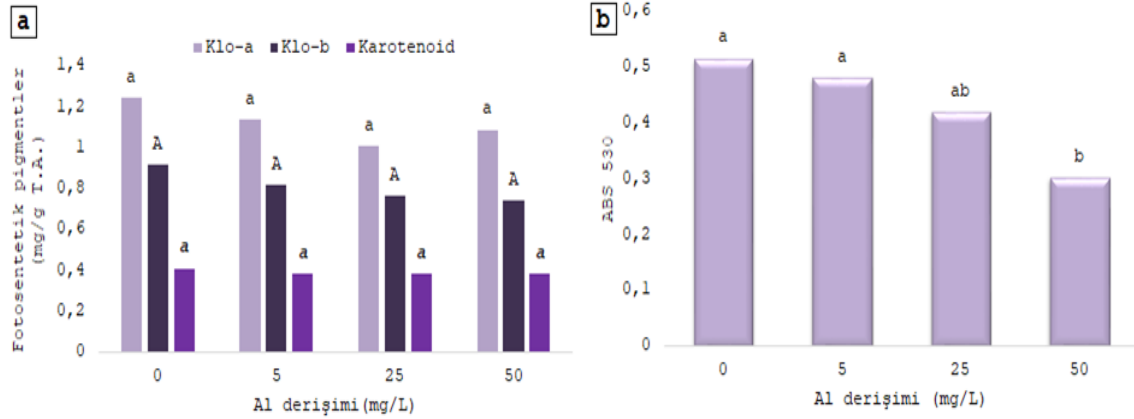 a
Klo-a Klo-b Karotenoid
Fotosentetik pigmentler
(mg/g T.A.)
1,4
1,2
1
0,8
0,6
0,4
0,2
0
a A a
a A a
a A a
a A a
0 5 25 50
Al derişimi(mg/L)
b
ABS 530
0,6
0,5
0,4
0,3
0,2
0,1
0
a a ab b
0 5 25 50
Al derişimi (mg/L)